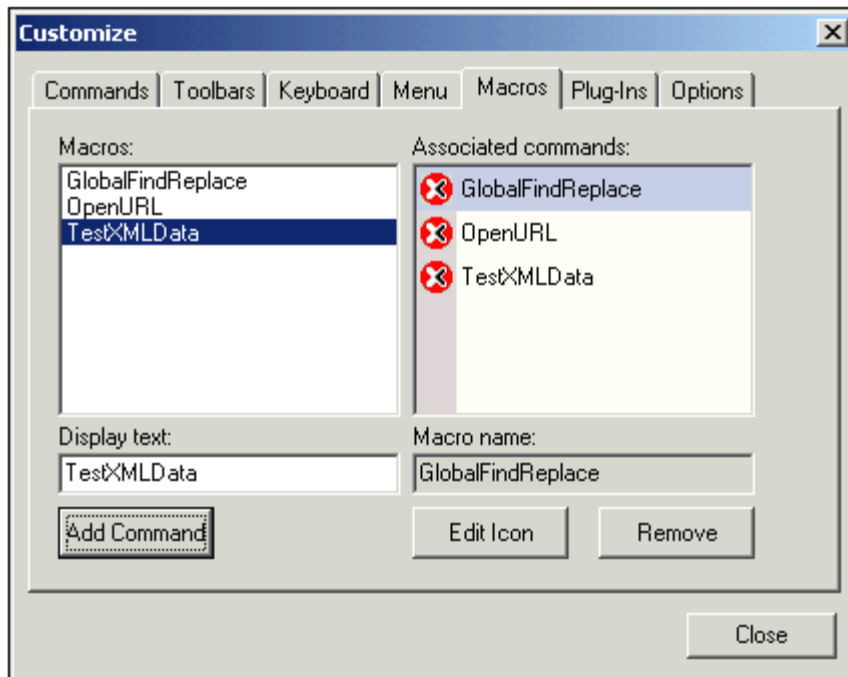 Customize
Commands Toolbars Keyboard Menu Macros Plug-Ins Options
Macros:
GlobalFindReplace
OpenURL
TestXMLData
Associated commands:
GlobalFindReplace
OpenURL
TestXMLData
Display text:
TestXMLData
Macro name:
GlobalFindReplace
Add Command
Edit Icon
Remove
Close